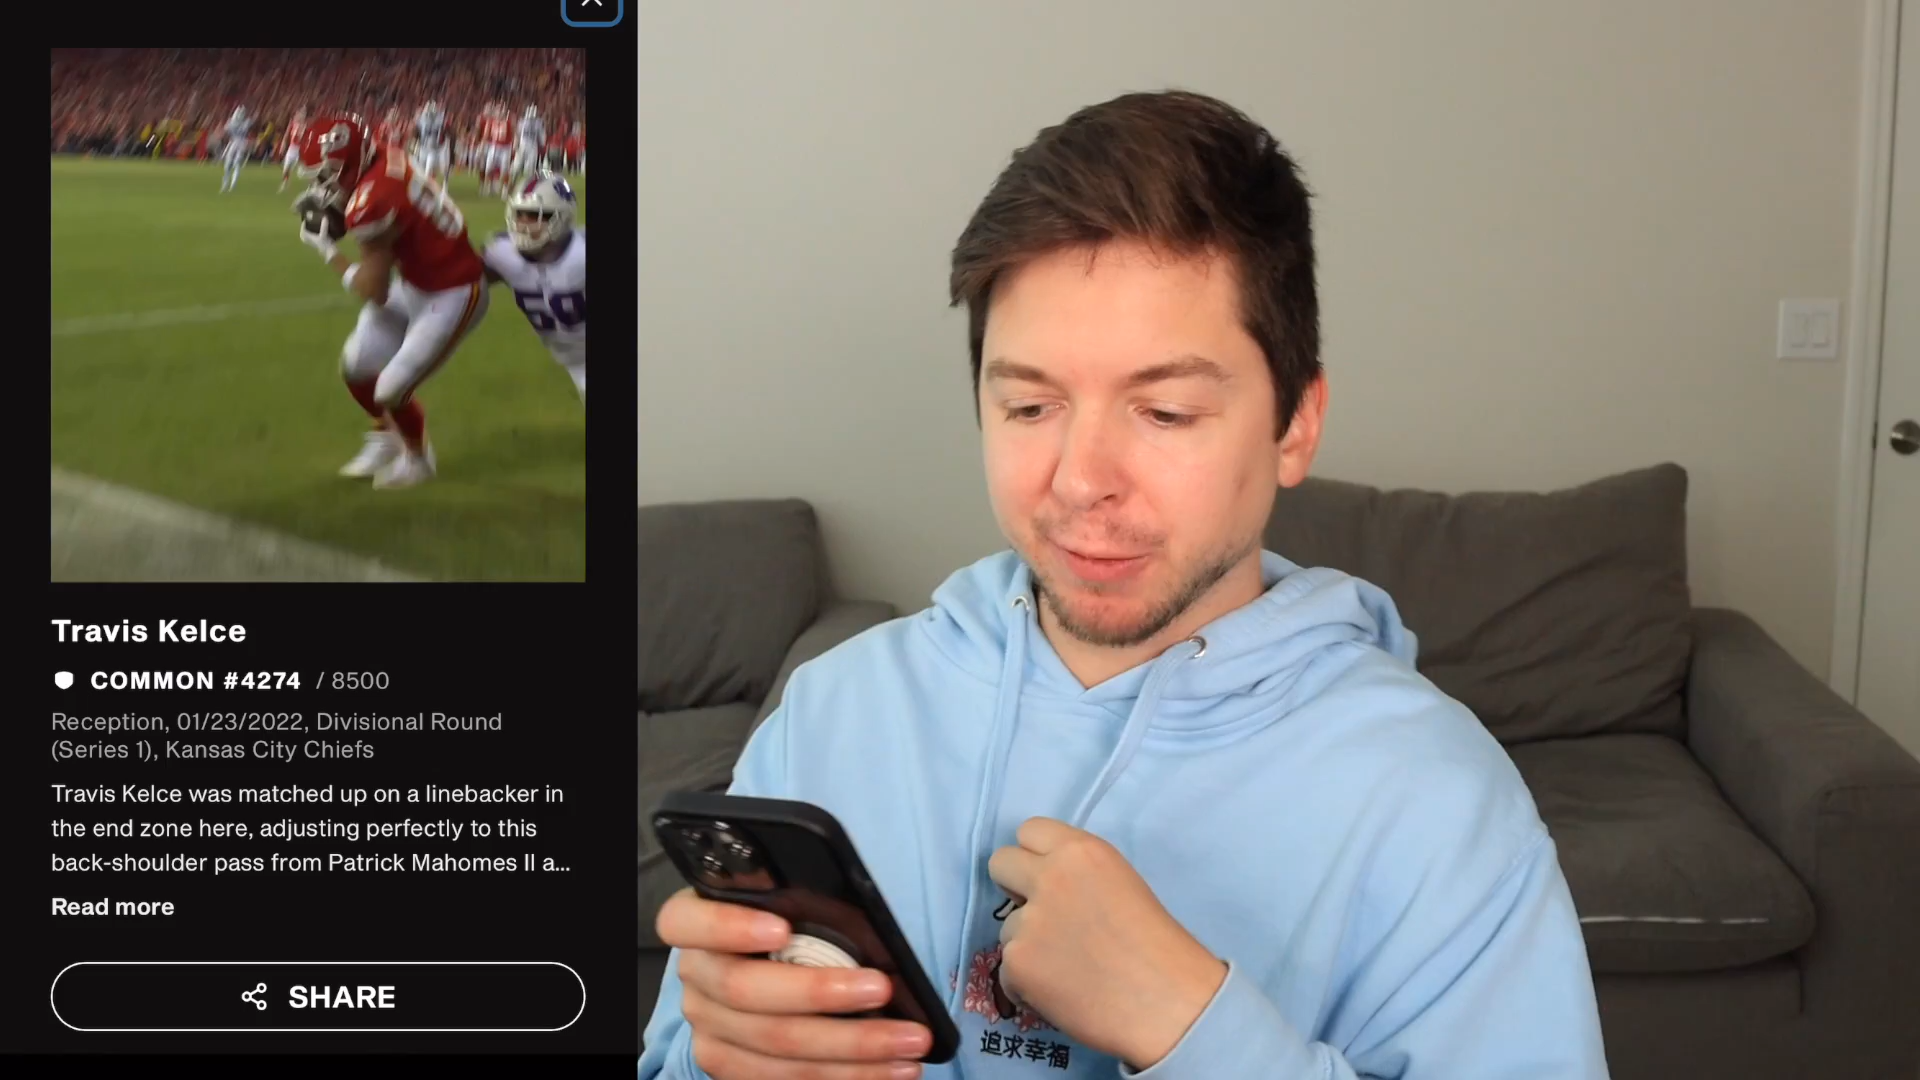 Travis Kelce
COMMON #4274 / 8500
Reception, 01/23/2022, Divisional Round
(Series 1), Kansas City Chiefs
Travis Kelce was matched up on a linebacker in
the end zone here, adjusting perfectly to this
back-shoulder pass from Patrick Mahomes II a...
Read more
SHARE
追求幸福